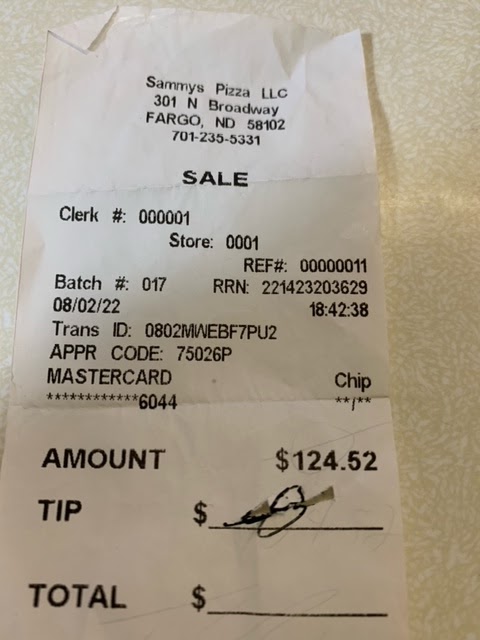 Sammys Pizza LLC
301 N Broadway
FARGO, ND 58102
701-235-5331
SALE
Clerk #: 000001
Store: 0001
REF#: 00000011
Batch #: 017 RRN: 221423203629
08/02/22 18:42:38
Trans ID: 0802MWEBF7PU2
APPR CODE: 75026P
MASTERCARD Chip
************6044 **/**
AMOUNT $124.52
TIP $
TOTAL $